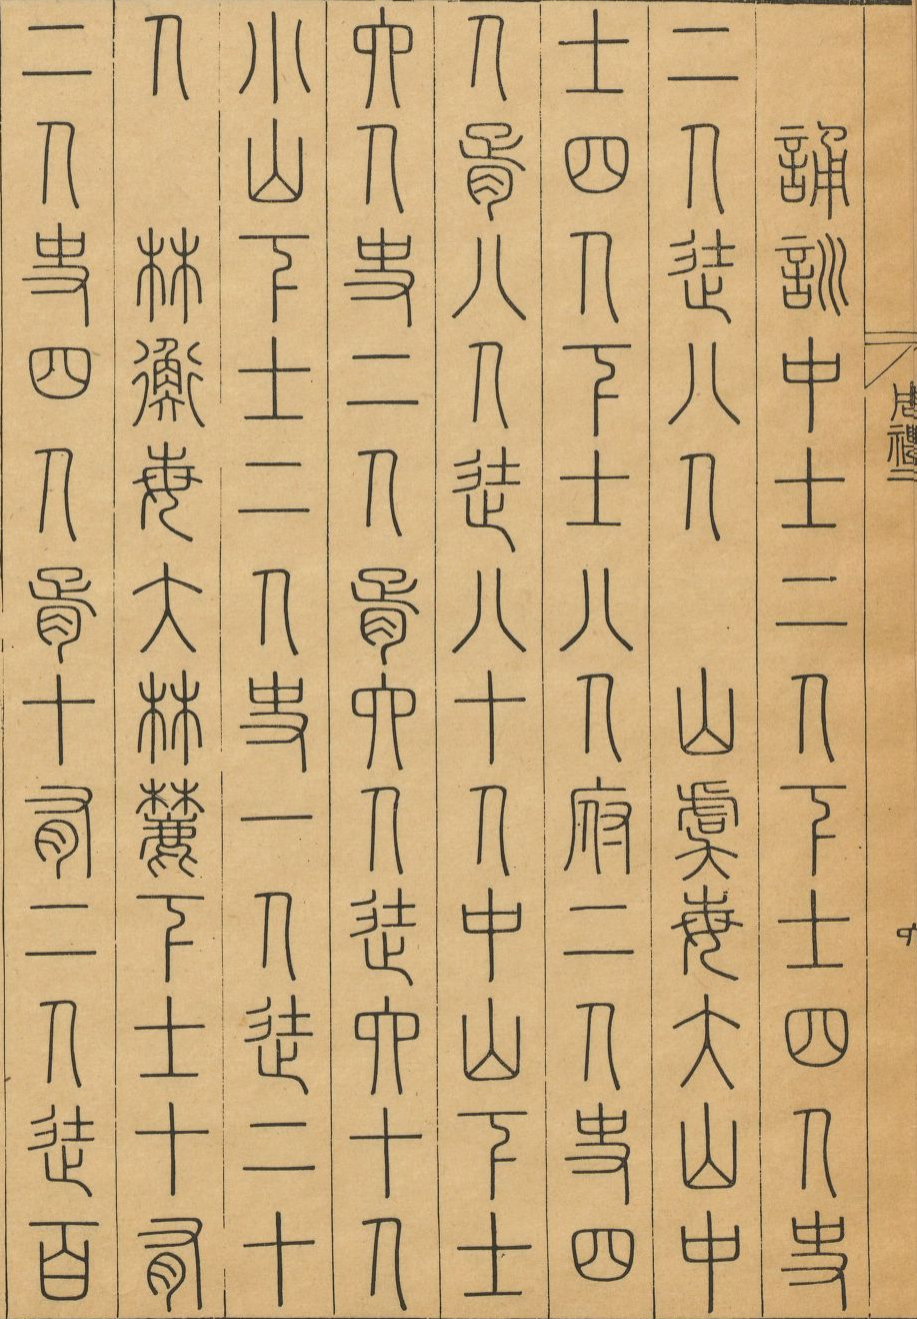 周禮二
誦訓中士二人下士四人史
二人徒八人　山虞每大山中
士四人下士八人府二人史四
人胥八人徒八十人中山下士
六人史二人胥六人徒六十人
小山下士二人史一人徒二十
人　林衡每大林麓下士十有
二人史四人胥十有二人徒百